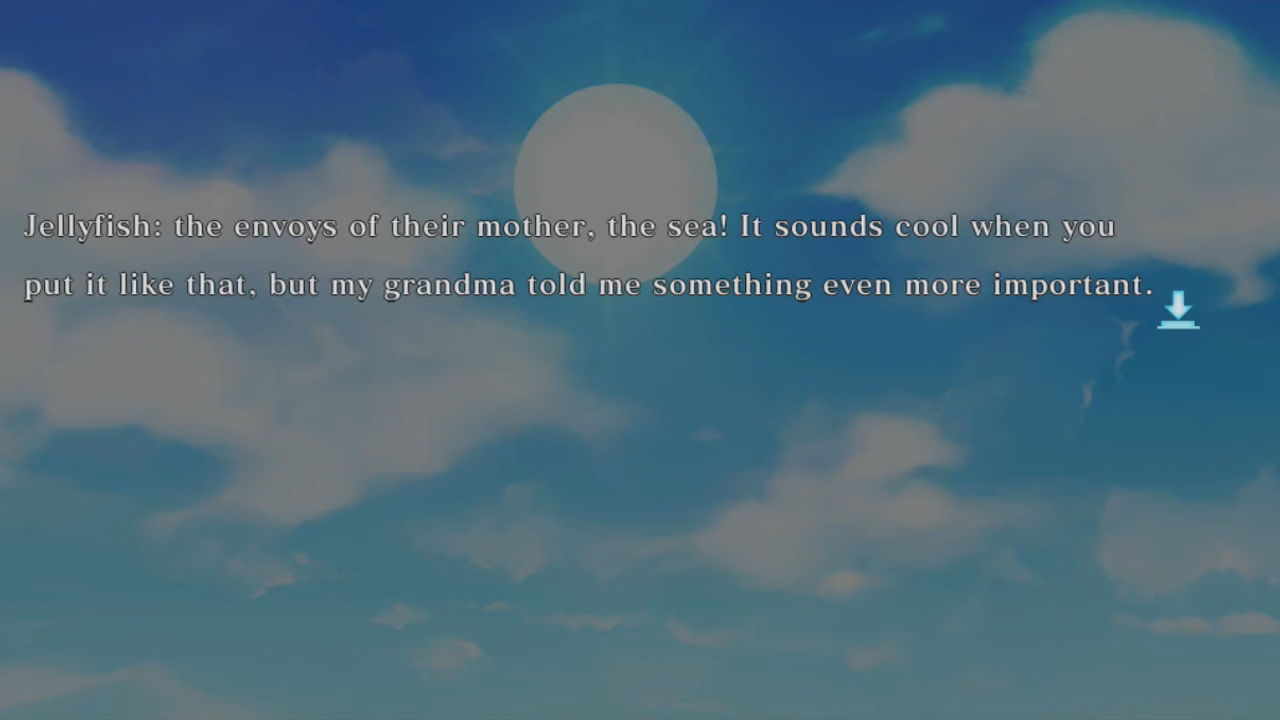 Jellyfish: the envoys of their mother, the sea! It sounds cool when you
put it like that, but my grandma told me something even more important.